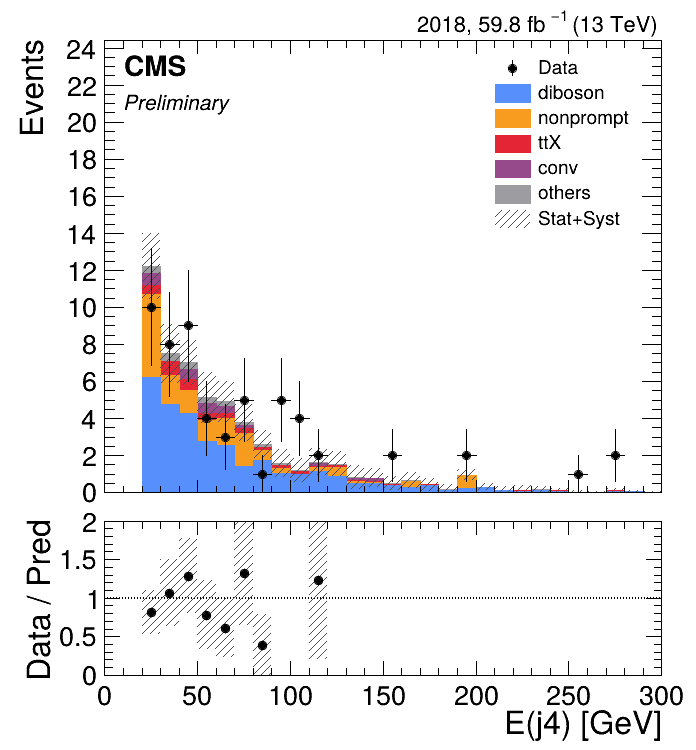 2018, 59.8 fb⁻¹ (13 TeV)
Events
24
22
20
18
16
14
12
10
8
6
4
2
0
CMS
Preliminary
Data
diboson
nonprompt
ttX
conv
others
Stat+Syst
Data / Pred
2
1.5
1
0.5
0
0
50
100
150
200
250
300
E(j4) [GeV]